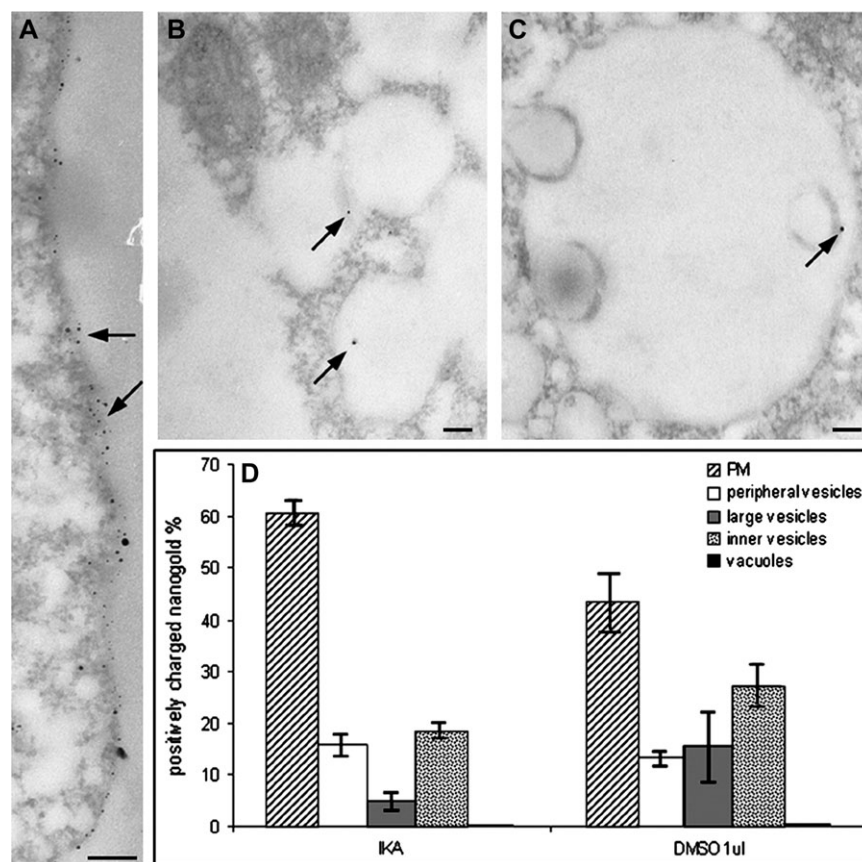 A
B
C
D
70
60
50
40
30
20
10
0
positively charged nanogold %
PM
peripheral vesicles
large vesicles
inner vesicles
vacuoles
IKA
DMSO 1ul